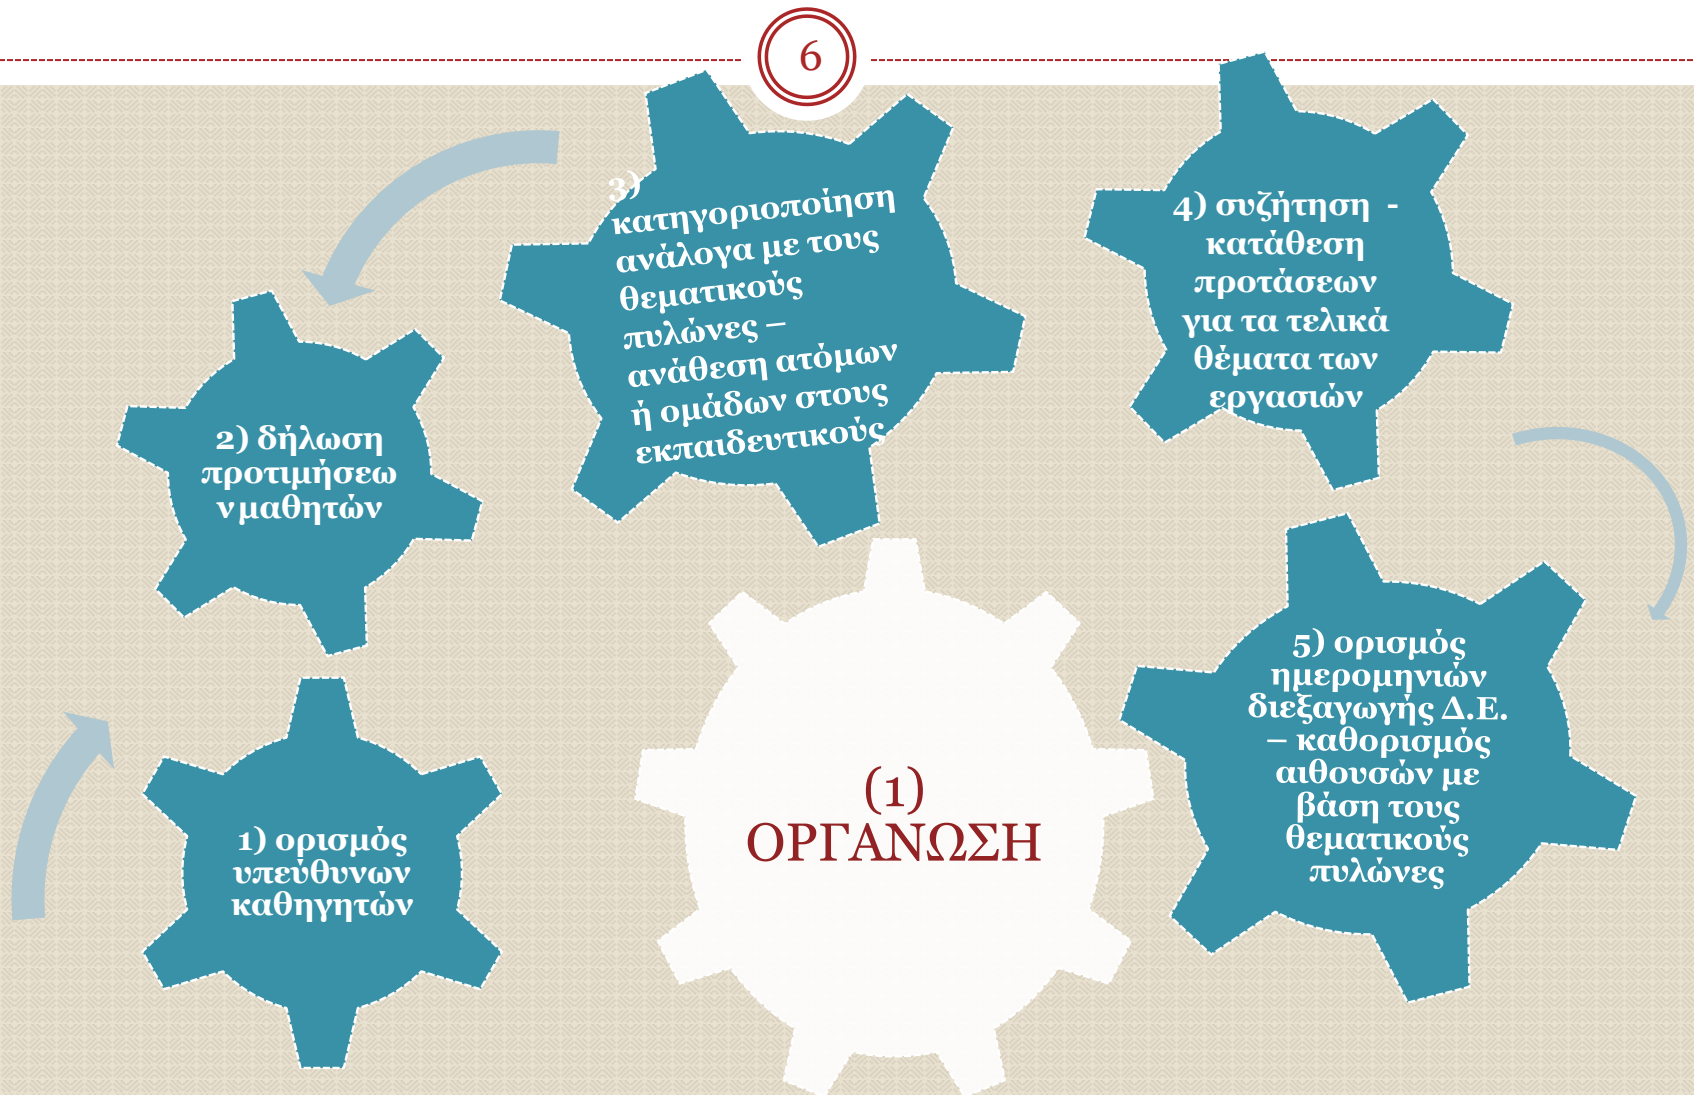 6
1) ορισμός
υπεύθυνων
καθηγητών
2) δήλωση
προτιμήσεω
ν μαθητών
3)
κατηγοριοποίηση
ανάλογα με τους
θεματικούς
πυλώνες –
ανάθεση ατόμων
ή ομάδων στους
εκπαιδευτικούς
4) συζήτηση -
κατάθεση
προτάσεων
για τα τελικά
θέματα των
εργασιών
5) ορισμός
ημερομηνιών
διεξαγωγής Δ.Ε.
– καθορισμός
αιθουσών με
βάση τους
θεματικούς
πυλώνες
(1)
ΟΡΓΑΝΩΣΗ